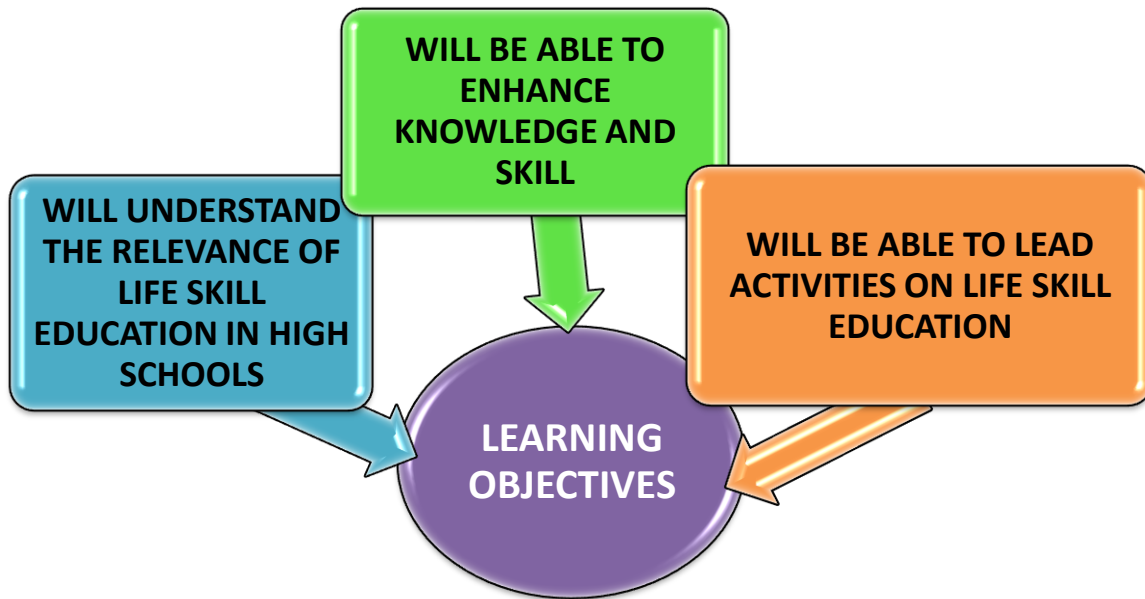 WILL BE ABLE TO
ENHANCE
KNOWLEDGE AND
SKILL
WILL UNDERSTAND
THE RELEVANCE OF
LIFE SKILL
EDUCATION IN HIGH
SCHOOLS
WILL BE ABLE TO LEAD
ACTIVITIES ON LIFE SKILL
EDUCATION
LEARNING
OBJECTIVES